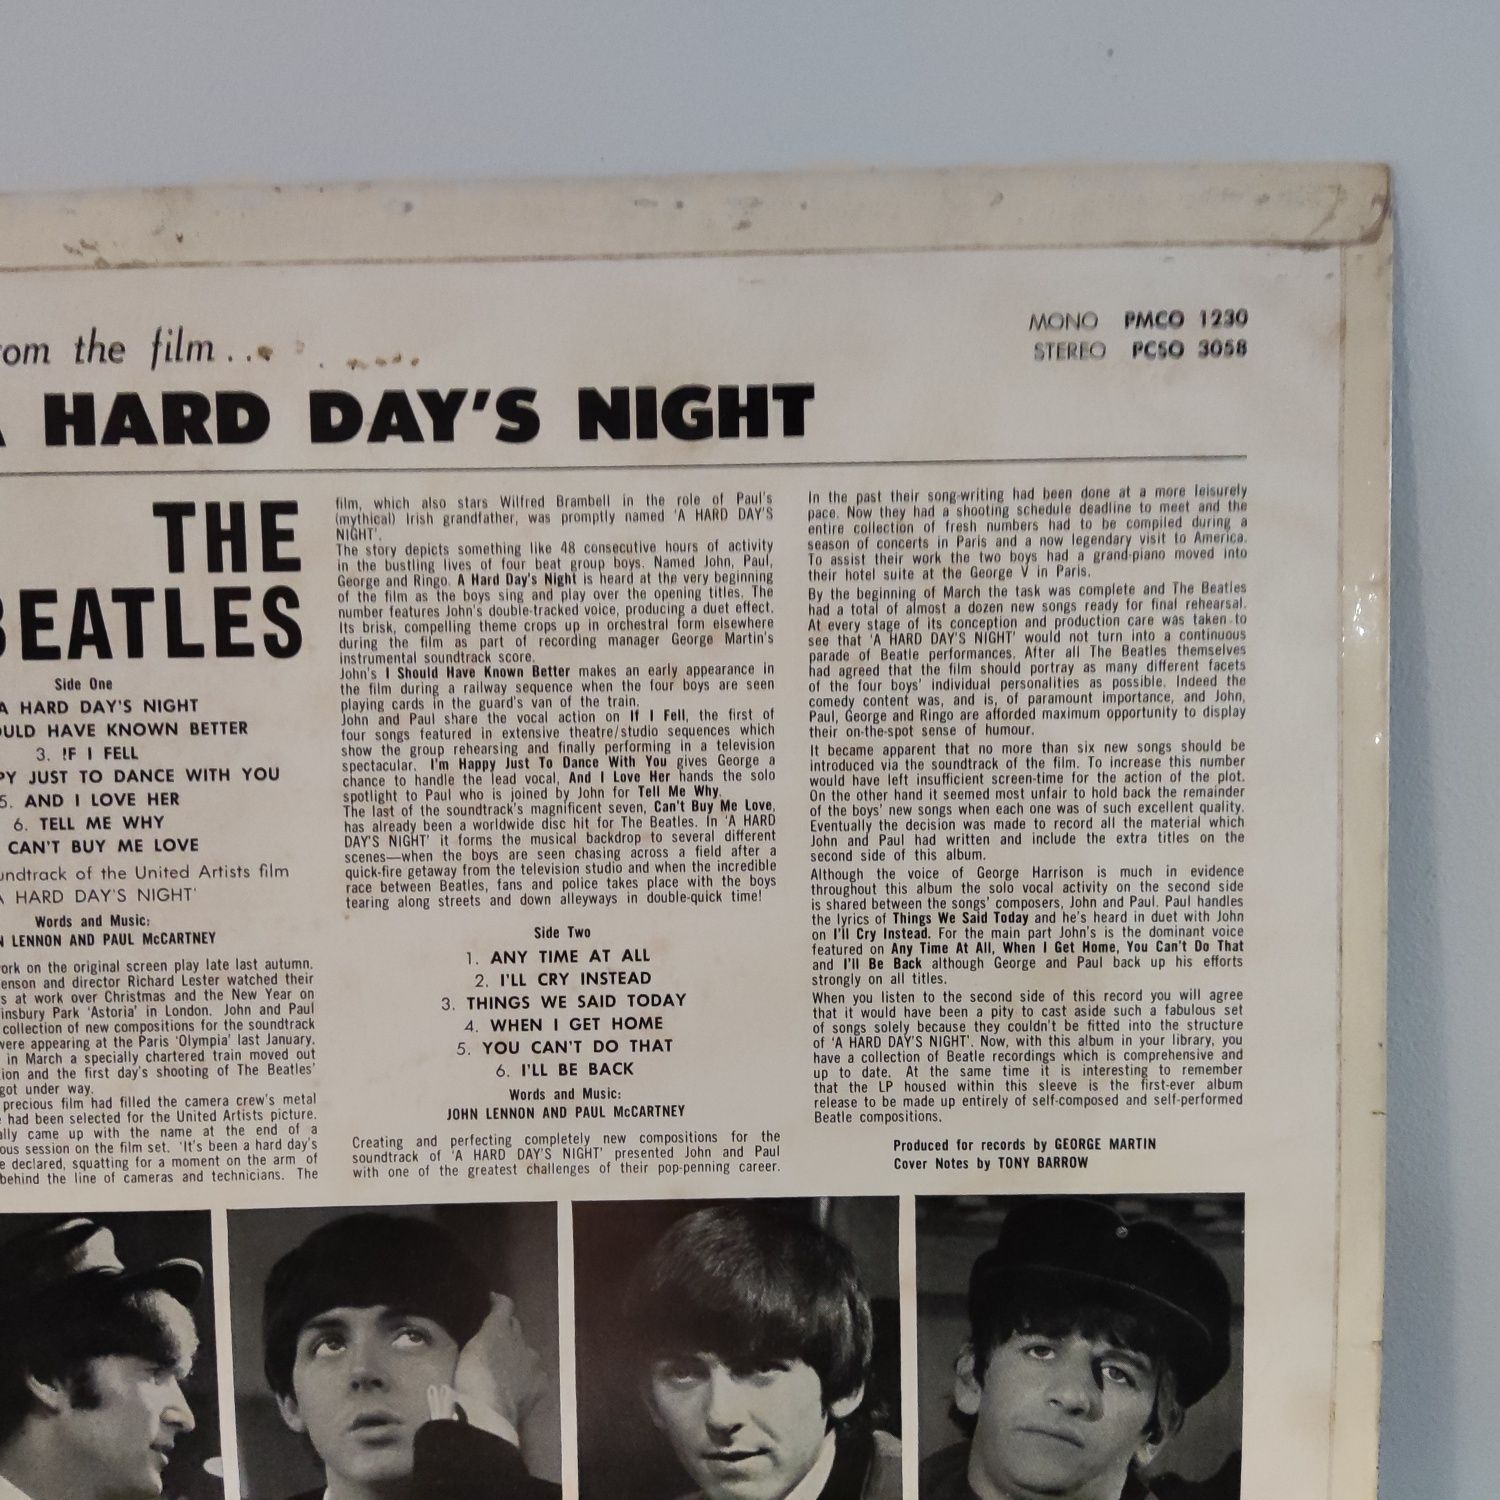 om the film . . .
MONO PMCO 1230
STEREO PCSO 3058
HARD DAY'S NIGHT
THE
BEATLES
Side One
A HARD DAY'S NIGHT
ULD HAVE KNOWN BETTER
3. IF I FELL
PY JUST TO DANCE WITH YOU
5. AND I LOVE HER
6. TELL ME WHY
CAN'T BUY ME LOVE
undtrack of the United Artists film
A HARD DAY'S NIGHT'
Words and Music:
N LENNON AND PAUL McCARTNEY
ork on the original screen play late last autumn.
enson and director Richard Lester watched their
s at work over Christmas and the New Year on
insbury Park 'Astoria' in London. John and Paul
collection of new compositions for the soundtrack
were appearing at the Paris 'Olympia' last January.
in March a specially chartered train moved out
ion and the first day's shooting of The Beatles'
got under way.
precious film had filled the camera crew's metal
had been selected for the United Artists picture.
ally came up with the name at the end of a
ous session on the film set. 'It's been a hard day's
e declared, squatting for a moment on the arm of
behind the line of cameras and technicians. The
film, which also stars Wilfred Brambell in the role of Paul's
(mythical) Irish grandfather, was promptly named 'A HARD DAY'S
NIGHT'.
The story depicts something like 48 consecutive hours of activity
in the bustling lives of four beat group boys. Named John, Paul,
George and Ringo. A Hard Day's Night is heard at the very beginning
of the film as the boys sing and play over the opening titles. The
number features John's double-tracked voice, producing a duet effect.
Its brisk, compelling theme crops up in orchestral form elsewhere
during the film as part of recording manager George Martin's
instrumental soundtrack score.
John's I Should Have Known Better makes an early appearance in
the film during a railway sequence when the four boys are seen
playing cards in the guard's van of the train.
John and Paul share the vocal action on If I Fell, the first of
four songs featured in extensive theatre/studio sequences which
show the group rehearsing and finally performing in a television
spectacular. I'm Happy Just To Dance With You gives George a
chance to handle the lead vocal, And I Love Her hands the solo
spotlight to Paul who is joined by John for Tell Me Why.
The last of the soundtrack's magnificent seven, Can't Buy Me Love,
has already been a worldwide disc hit for The Beatles. In 'A HARD
DAY'S NIGHT' it forms the musical backdrop to several different
scenes—when the boys are seen chasing across a field after a
quick-fire getaway from the television studio and when the incredible
race between Beatles, fans and police takes place with the boys
tearing along streets and down alleyways in double-quick time!
Side Two
1. ANY TIME AT ALL
2. I'LL CRY INSTEAD
3. THINGS WE SAID TODAY
4. WHEN I GET HOME
5. YOU CAN'T DO THAT
6. I'LL BE BACK
Words and Music:
JOHN LENNON AND PAUL McCARTNEY
Creating and perfecting completely new compositions for the
soundtrack of 'A HARD DAY'S NIGHT' presented John and Paul
with one of the greatest challenges of their pop-penning career.
In the past their song-writing had been done at a more leisurely
pace. Now they had a shooting schedule deadline to meet and the
entire collection of fresh numbers had to be compiled during a
season of concerts in Paris and a now legendary visit to America.
To assist their work the two boys had a grand-piano moved into
their hotel suite at the George V in Paris.
By the beginning of March the task was complete and The Beatles
had a total of almost a dozen new songs ready for final rehearsal.
At every stage of its conception and production care was taken to
see that 'A HARD DAY'S NIGHT' would not turn into a continuous
parade of Beatle performances. After all The Beatles themselves
had agreed that the film should portray as many different facets
of the four boys' individual personalities as possible. Indeed the
comedy content was, and is, of paramount importance, and John,
Paul, George and Ringo are afforded maximum opportunity to display
their on-the-spot sense of humour.
It became apparent that no more than six new songs should be
introduced via the soundtrack of the film. To increase this number
would have left insufficient screen-time for the action of the plot.
On the other hand it seemed most unfair to hold back the remainder
of the boys' new songs when each one was of such excellent quality.
Eventually the decision was made to record all the material which
John and Paul had written and include the extra titles on the
second side of this album.
Although the voice of George Harrison is much in evidence
throughout this album the solo vocal activity on the second side
is shared between the songs' composers, John and Paul. Paul handles
the lyrics of Things We Said Today and he's heard in duet with John
on I'll Cry Instead. For the main part John's is the dominant voice
featured on Any Time At All, When I Get Home, You Can't Do That
and I'll Be Back although George and Paul back up his efforts
strongly on all titles.
When you listen to the second side of this record you will agree
that it would have been a pity to cast aside such a fabulous set
of songs solely because they couldn't be fitted into the structure
of 'A HARD DAY'S NIGHT'. Now, with this album in your library, you
have a collection of Beatle recordings which is comprehensive and
up to date. At the same time it is interesting to remember
that the LP housed within this sleeve is the first-ever album
release to be made up entirely of self-composed and self-performed
Beatle compositions.
Produced for records by GEORGE MARTIN
Cover Notes by TONY BARROW